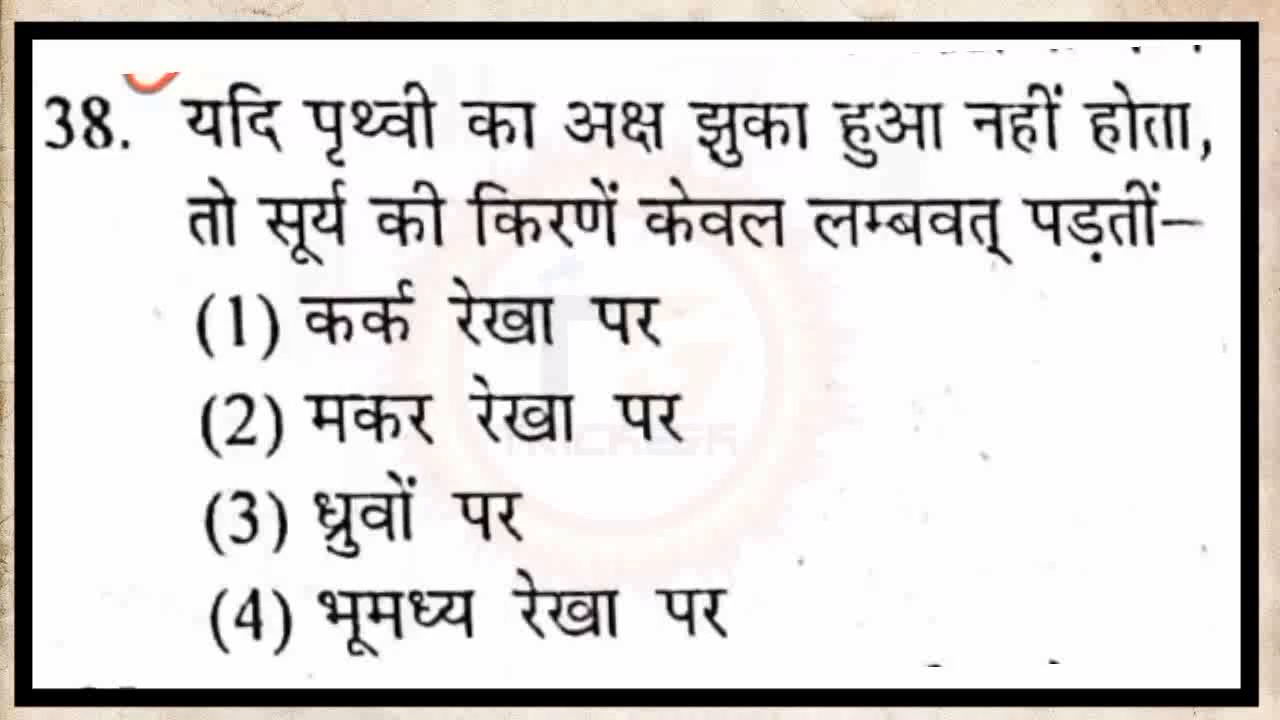 38. यदि पृथ्वी का अक्ष झुका हुआ नहीं होता,
तो सूर्य की किरणें केवल लम्बवत् पड़तीं–
(1) कर्क रेखा पर
(2) मकर रेखा पर
(3) ध्रुवों पर
(4) भूमध्य रेखा पर